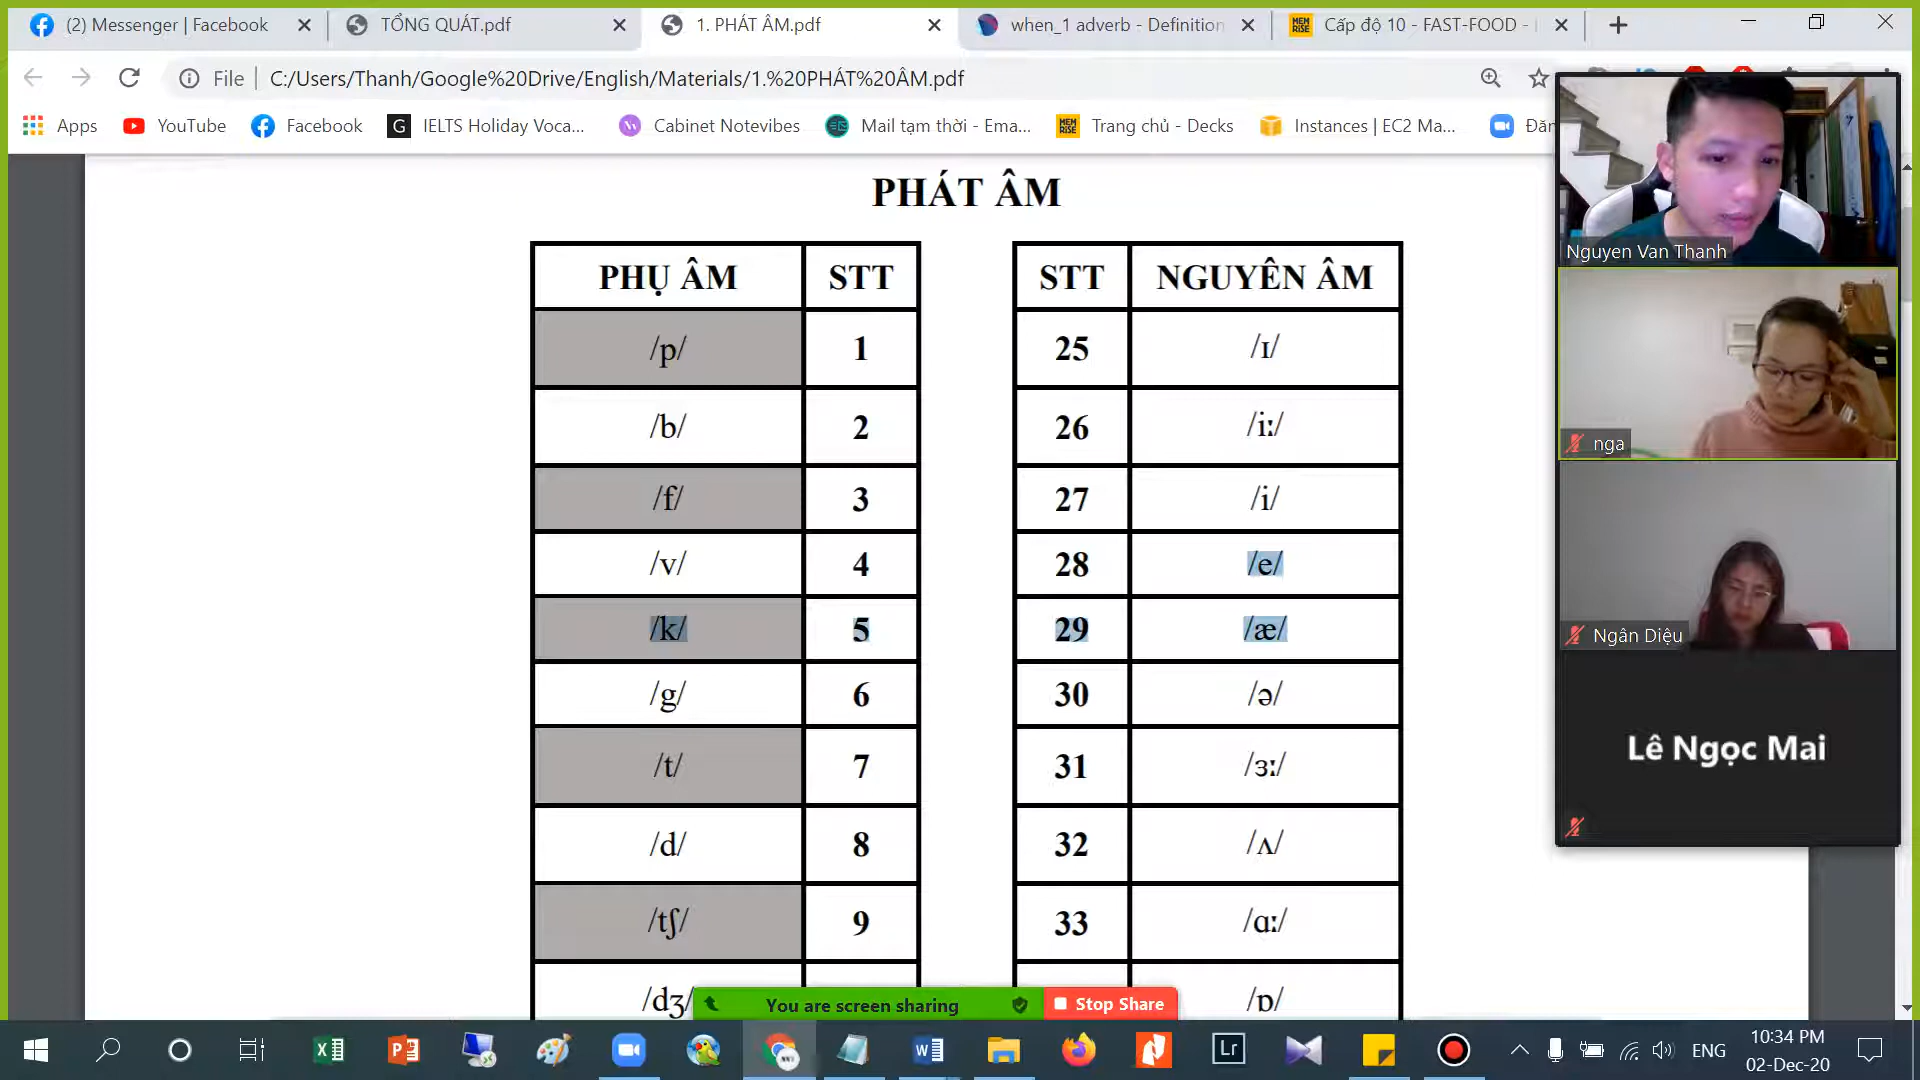 (2) Messenger | Facebook
TỔNG QUÁT.pdf
1. PHÁT ÂM.pdf
when_1 adverb - Definition
Cấp độ 10 - FAST-FOOD -
File
C:/Users/Thanh/Google%20Drive/English/Materials/1.%20PHÁT%20ÂM.pdf
Apps
YouTube
Facebook
IELTS Holiday Voca...
Cabinet Notevibes
Mail tạm thời - Ema...
Trang chủ - Decks
Instances | EC2 Ma...
PHÁT ÂM
PHỤ ÂM STT
/p/ 1
/b/ 2
/f/ 3
/v/ 4
/k/ 5
/g/ 6
/t/ 7
/d/ 8
/tʃ/ 9
/dʒ/
STT NGUYÊN ÂM
25 /ɪ/
26 /iː/
27 /i/
28 /e/
29 /æ/
30 /ə/
31 /ɜː/
32 /ʌ/
33 /ɑː/
/ɒ/
Nguyen Van Thanh
nga
Ngân Diệu
Lê Ngọc Mai
You are screen sharing
Stop Share
Lr
ENG
10:34 PM
02-Dec-20